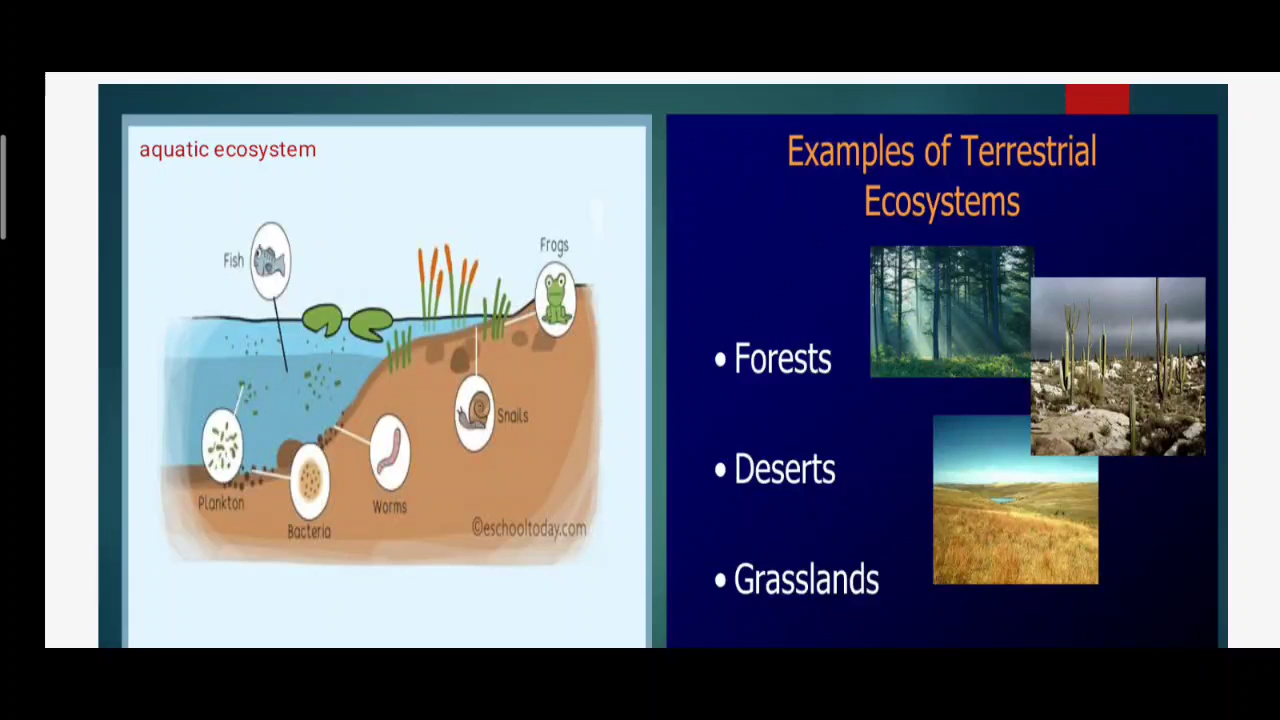 aquatic ecosystem
Fish
Frogs
Snails
Plankton
Worms
Bacteria
©eschooltoday.com
Examples of Terrestrial
Ecosystems
• Forests
• Deserts
• Grasslands